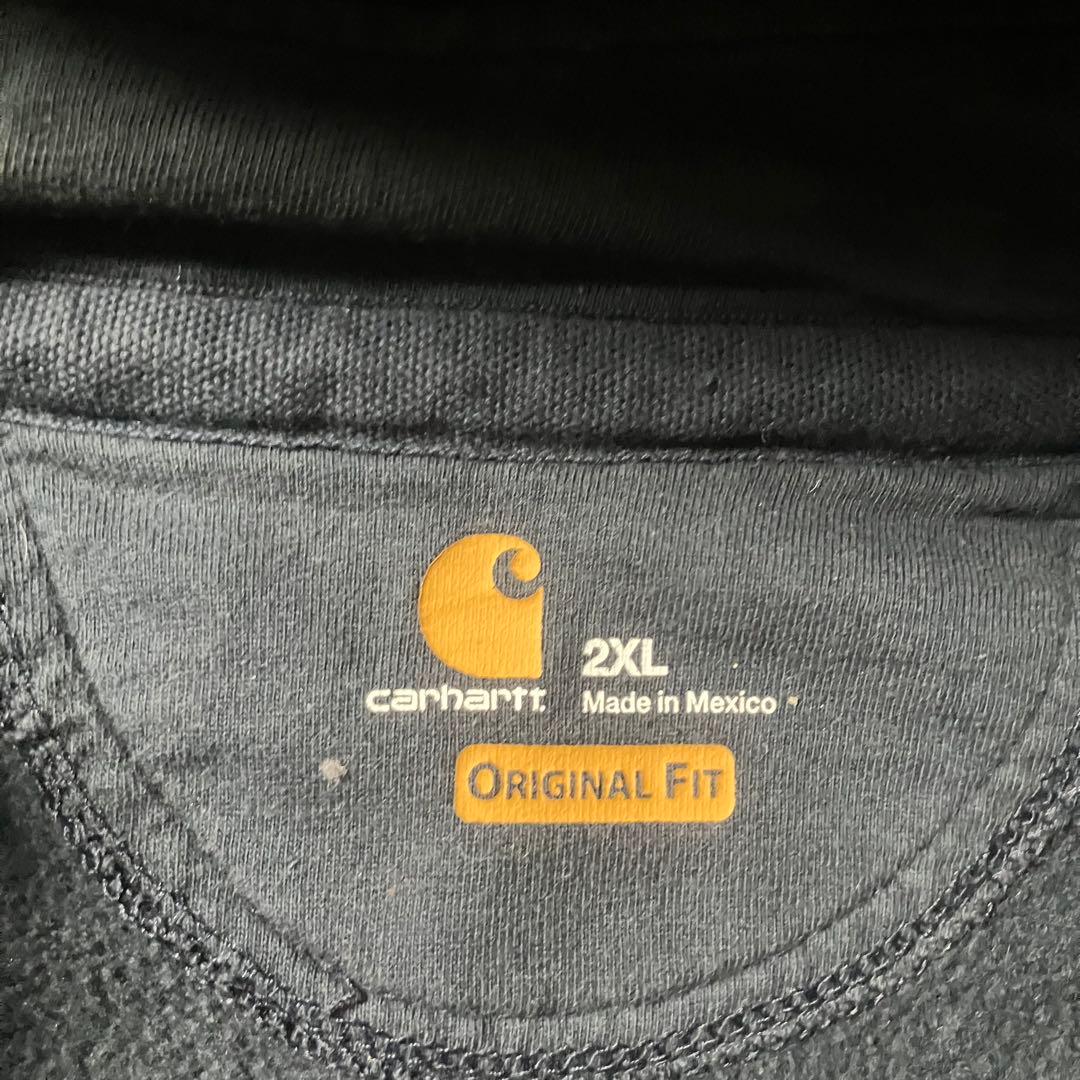 carhartt
2XL
Made in Mexico
ORIGINAL FIT